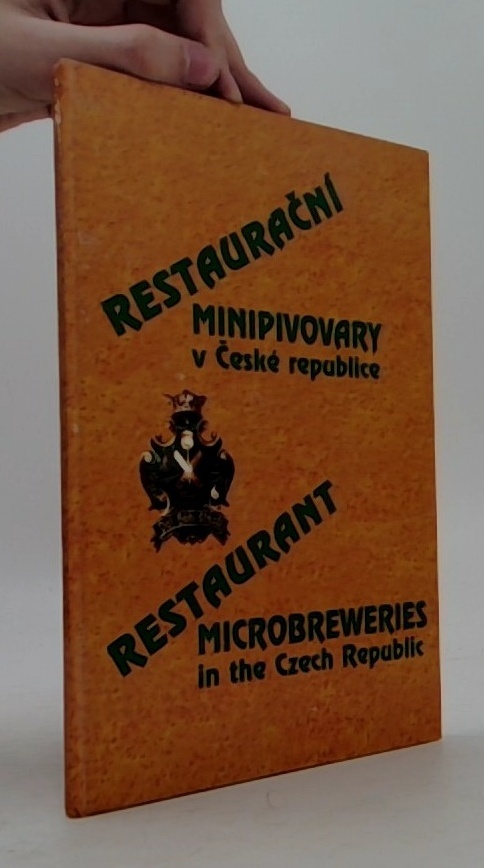 RESTAURAČNÍ
MINIPIVOVARY
v České republice
RESTAURANT
MICROBREWERIES
in the Czech Republic